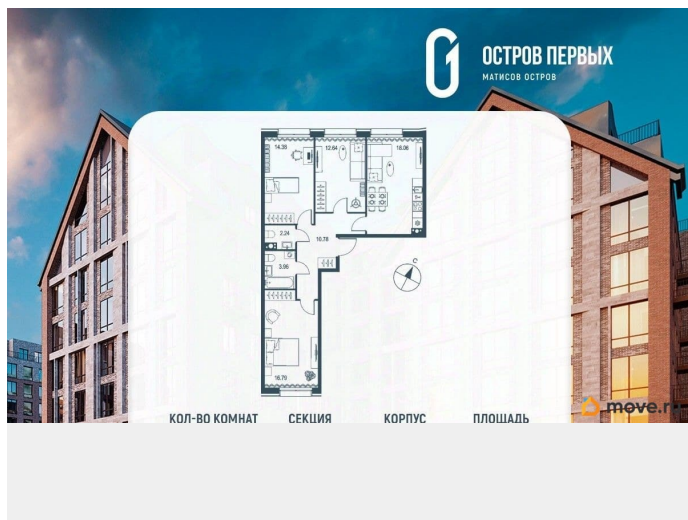 ОСТРОВ ПЕРВЫХ
МАТИСОВ ОСТРОВ
14.38
12.64
18.06
2.24
10.78
3.96
С
16.79
КОЛ-ВО КОМНАТ
СЕКЦИЯ
КОРПУС
ПЛОЩАДЬ
move.ru